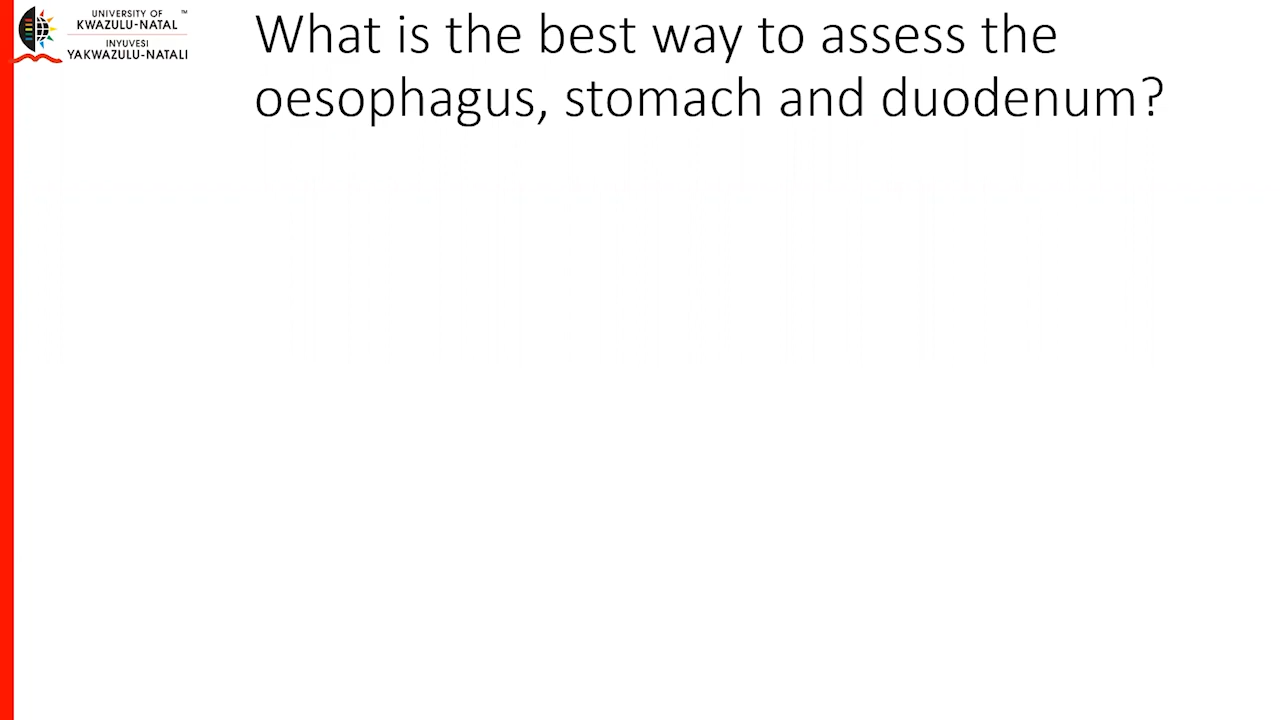 UNIVERSITY OF ™
KWAZULU-NATAL
INYUVESI
YAKWAZULU-NATALI
What is the best way to assess the
oesophagus, stomach and duodenum?